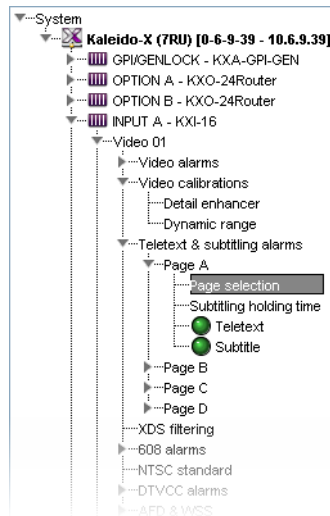 System
Kaleido-X (7RU) [0-6-9-39 - 10.6.9.39]
GPI/GENLOCK - KXA-GPI-GEN
OPTION A - KXO-24Router
OPTION B - KXO-24Router
INPUT A - KXI-16
Video 01
Video alarms
Video calibrations
Detail enhancer
Dynamic range
Teletext & subtitling alarms
Page A
Page selection
Subtitling holding time
Teletext
Subtitle
Page B
Page C
Page D
XDS filtering
608 alarms
NTSC standard
DTVCC alarms
AFD & WSS